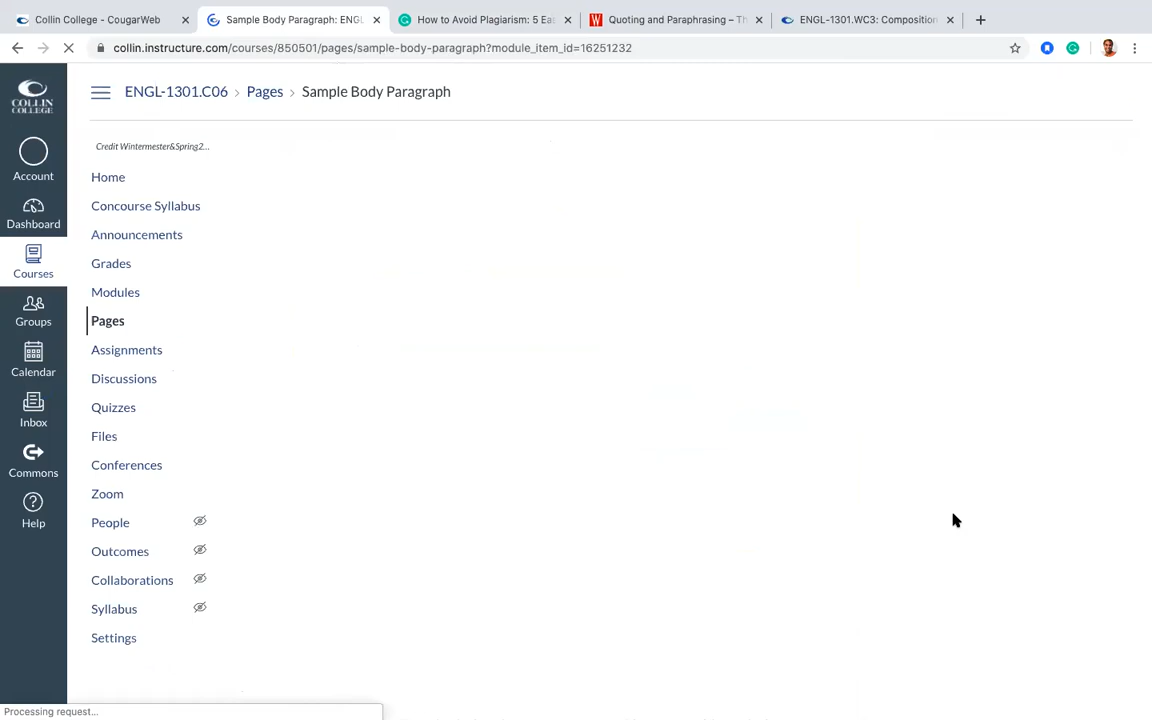 Collin College - CougarWeb
Sample Body Paragraph: ENGL
How to Avoid Plagiarism: 5 Eas
Quoting and Paraphrasing – Th
ENGL-1301.WC3: Composition
collin.instructure.com/courses/850501/pages/sample-body-paragraph?module_item_id=16251232
COLLIN
COLLEGE
ENGL-1301.C06 > Pages > Sample Body Paragraph
Credit Wintermester&Spring2...
Home
Concourse Syllabus
Announcements
Grades
Modules
Pages
Assignments
Discussions
Quizzes
Files
Conferences
Zoom
People
Outcomes
Collaborations
Syllabus
Settings
Account
Dashboard
Courses
Groups
Calendar
Inbox
Commons
Help
Processing request...